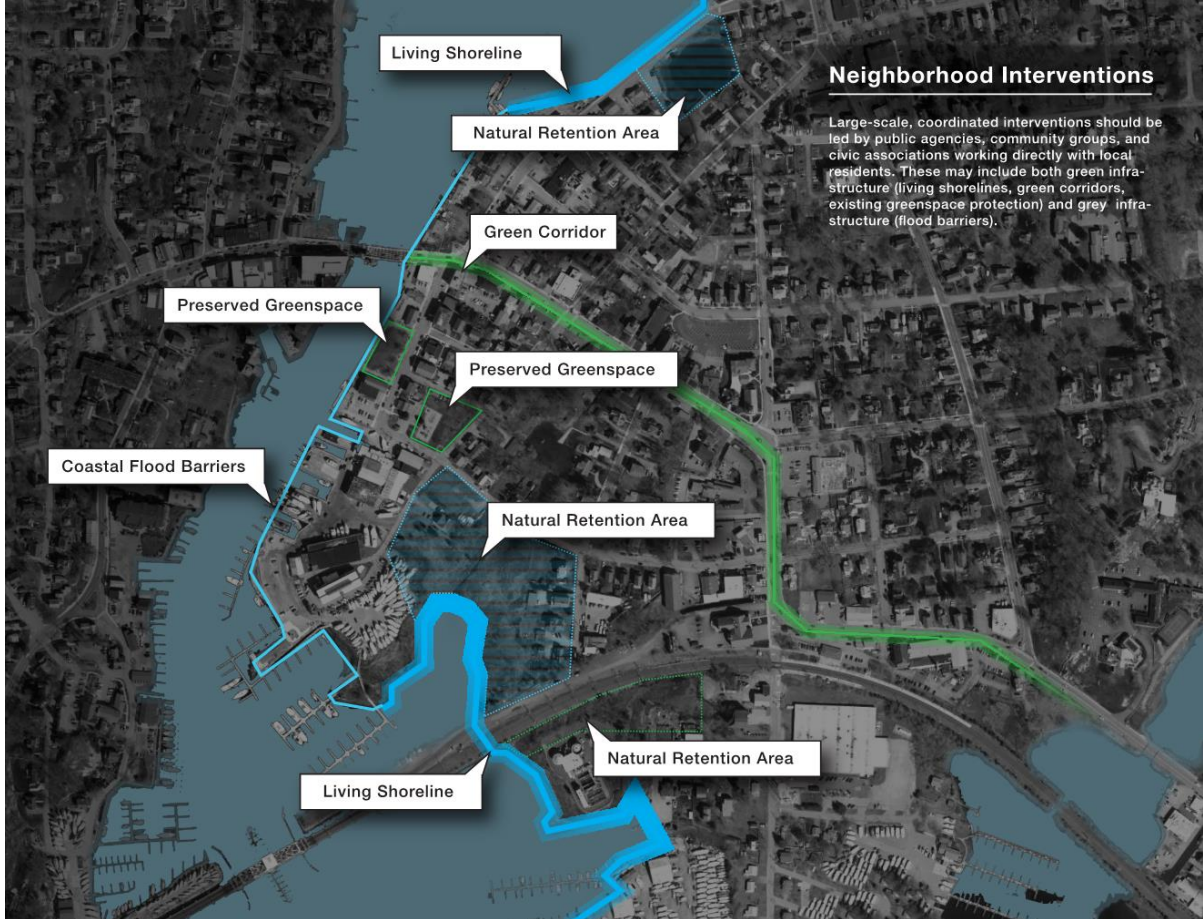 Living Shoreline
Neighborhood Interventions
Large-scale, coordinated interventions should be
led by public agencies, community groups, and
civic associations working directly with local
residents. These may include both green infra-
structure (living shorelines, green corridors,
existing greenspace protection) and grey infra-
structure (flood barriers).
Natural Retention Area
Green Corridor
Preserved Greenspace
Preserved Greenspace
Coastal Flood Barriers
Natural Retention Area
Natural Retention Area
Living Shoreline